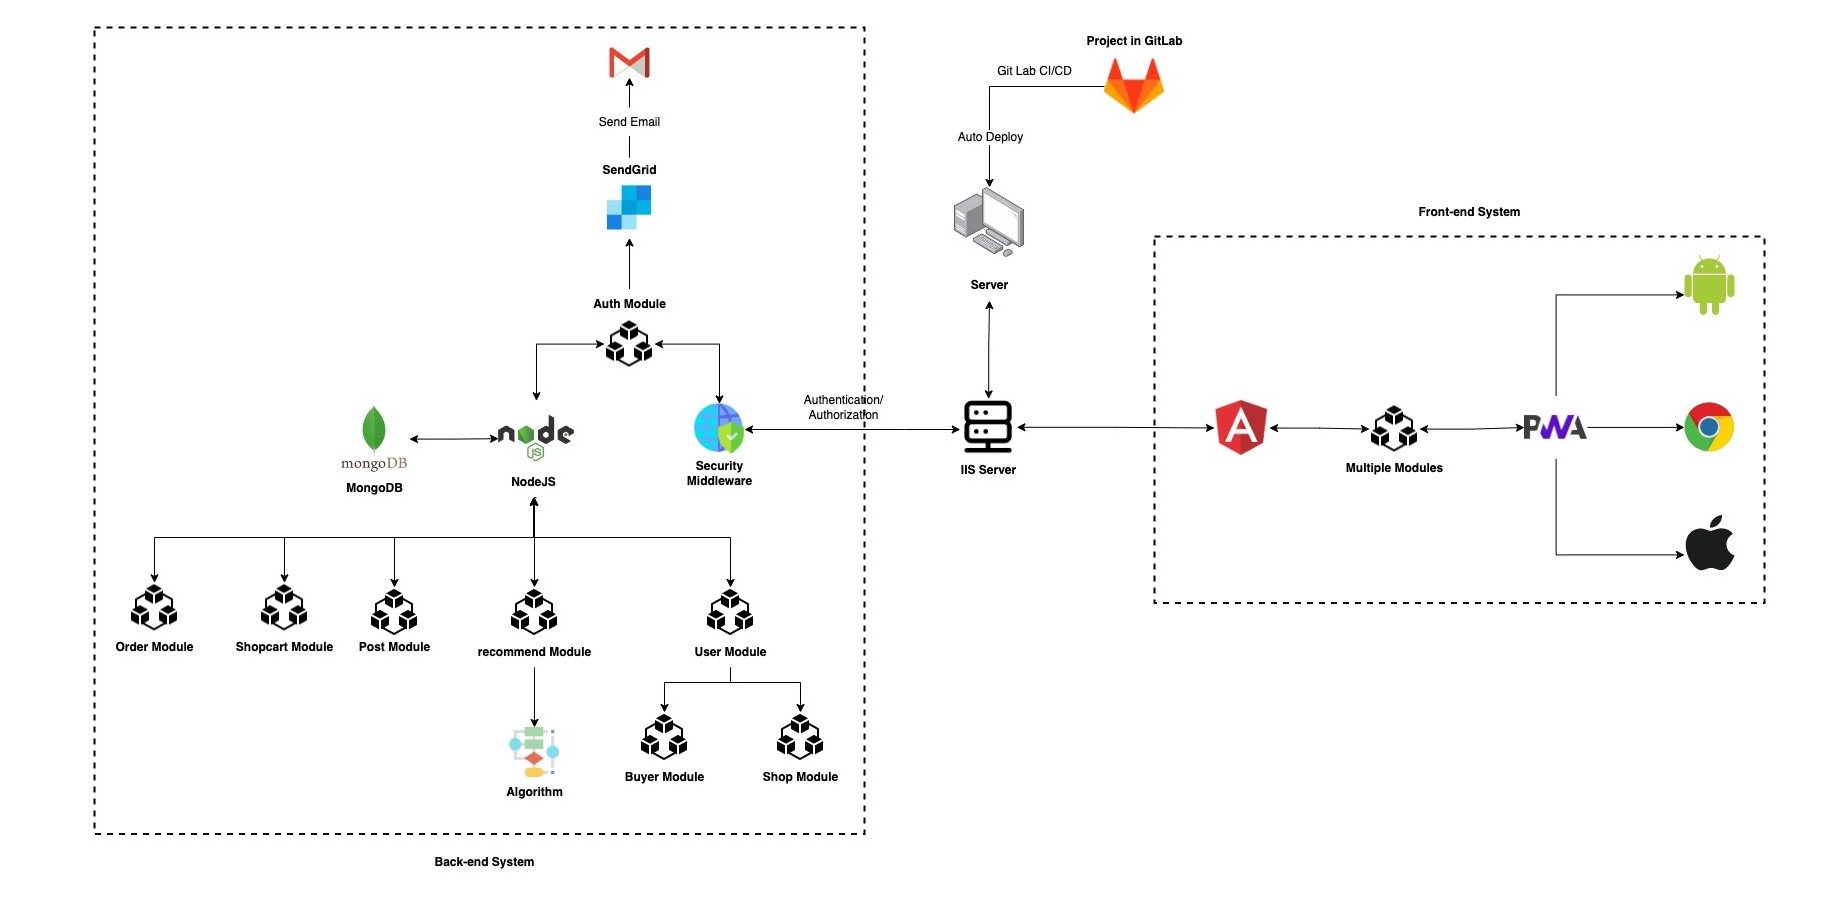 Project in GitLab
Git Lab CI/CD
Send Email
Auto Deploy
SendGrid
Front-end System
Server
Auth Module
Authentication/
Authorization
node
JS
mongoDB
MongoDB
NodeJS
Security
Middleware
IIS Server
A
Multiple Modules
PWA
Order Module
Shopcart Module
Post Module
recommend Module
User Module
Algorithm
Buyer Module
Shop Module
Back-end System